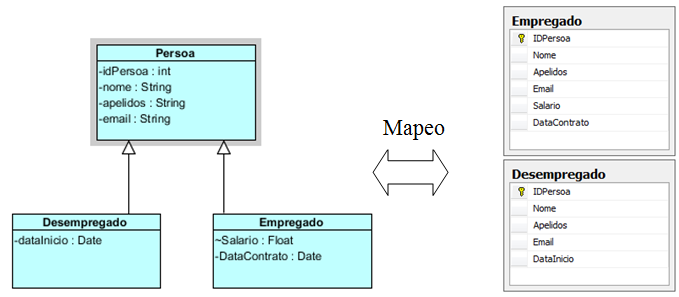 Persoa
-idPersoa : int
-nome : String
-apelidos : String
-email : String
Desempregado
-dataInicio : Date
Empregado
~Salario : Float
-DataContrato : Date
Mapeo
Empregado
IDPersoa
Nome
Apelidos
Email
Salario
DataContrato
Desempregado
IDPersoa
Nome
Apelidos
Email
DataInicio